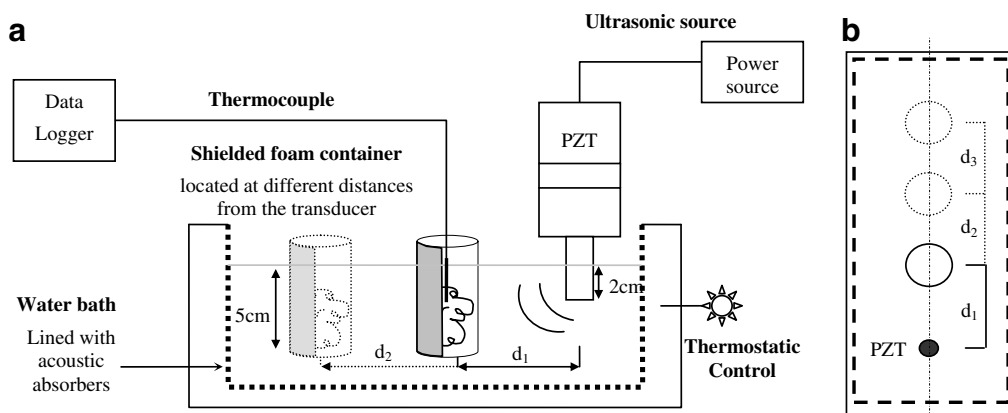 a
Ultrasonic source
b
Data
Logger
Thermocouple
Power
source
PZT
Shielded foam container
located at different distances
from the transducer
d3
d2
d1
PZT
Water bath
Lined with
acoustic
absorbers
5cm
2cm
d2
d1
Thermostatic
Control